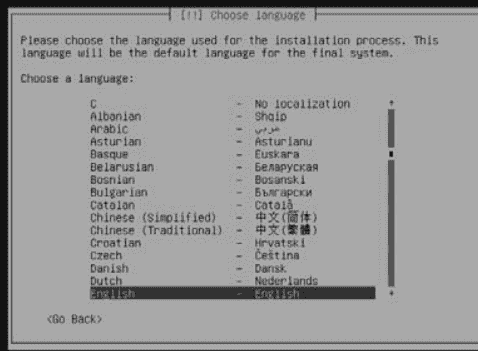 [!!] Choose language
Please choose the language used for the installation process. This
language will be the default language for the final system.
Choose a language:
C - No localization
Albanian - Shqip
Arabic - عربي
Asturian - Asturianu
Basque - Euskara
Belarusian - Беларуская
Bosnian - Bosanski
Bulgarian - Български
Catalan - Català
Chinese (Simplified) - 中文(简体)
Chinese (Traditional) - 中文(繁體)
Croatian - Hrvatski
Czech - Čeština
Danish - Dansk
Dutch - Nederlands
English - English
<Go Back>